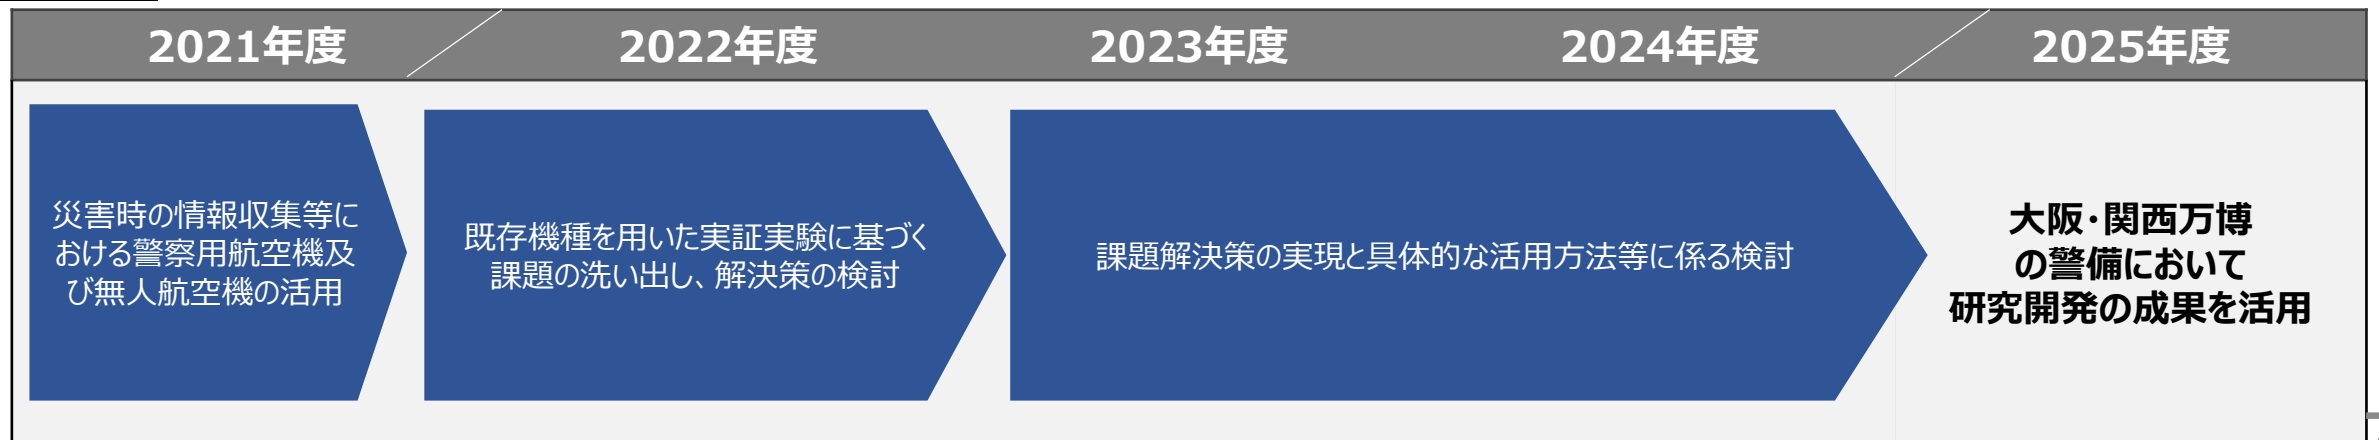 2021年度
2022年度
2023年度
2024年度
2025年度
災害時の情報収集等に
おける警察用航空機及
び無人航空機の活用
既存機種を用いた実証実験に基づく
課題の洗い出し、解決策の検討
課題解決策の実現と具体的な活用方法等に係る検討
大阪・関西万博
の警備において
研究開発の成果を活用